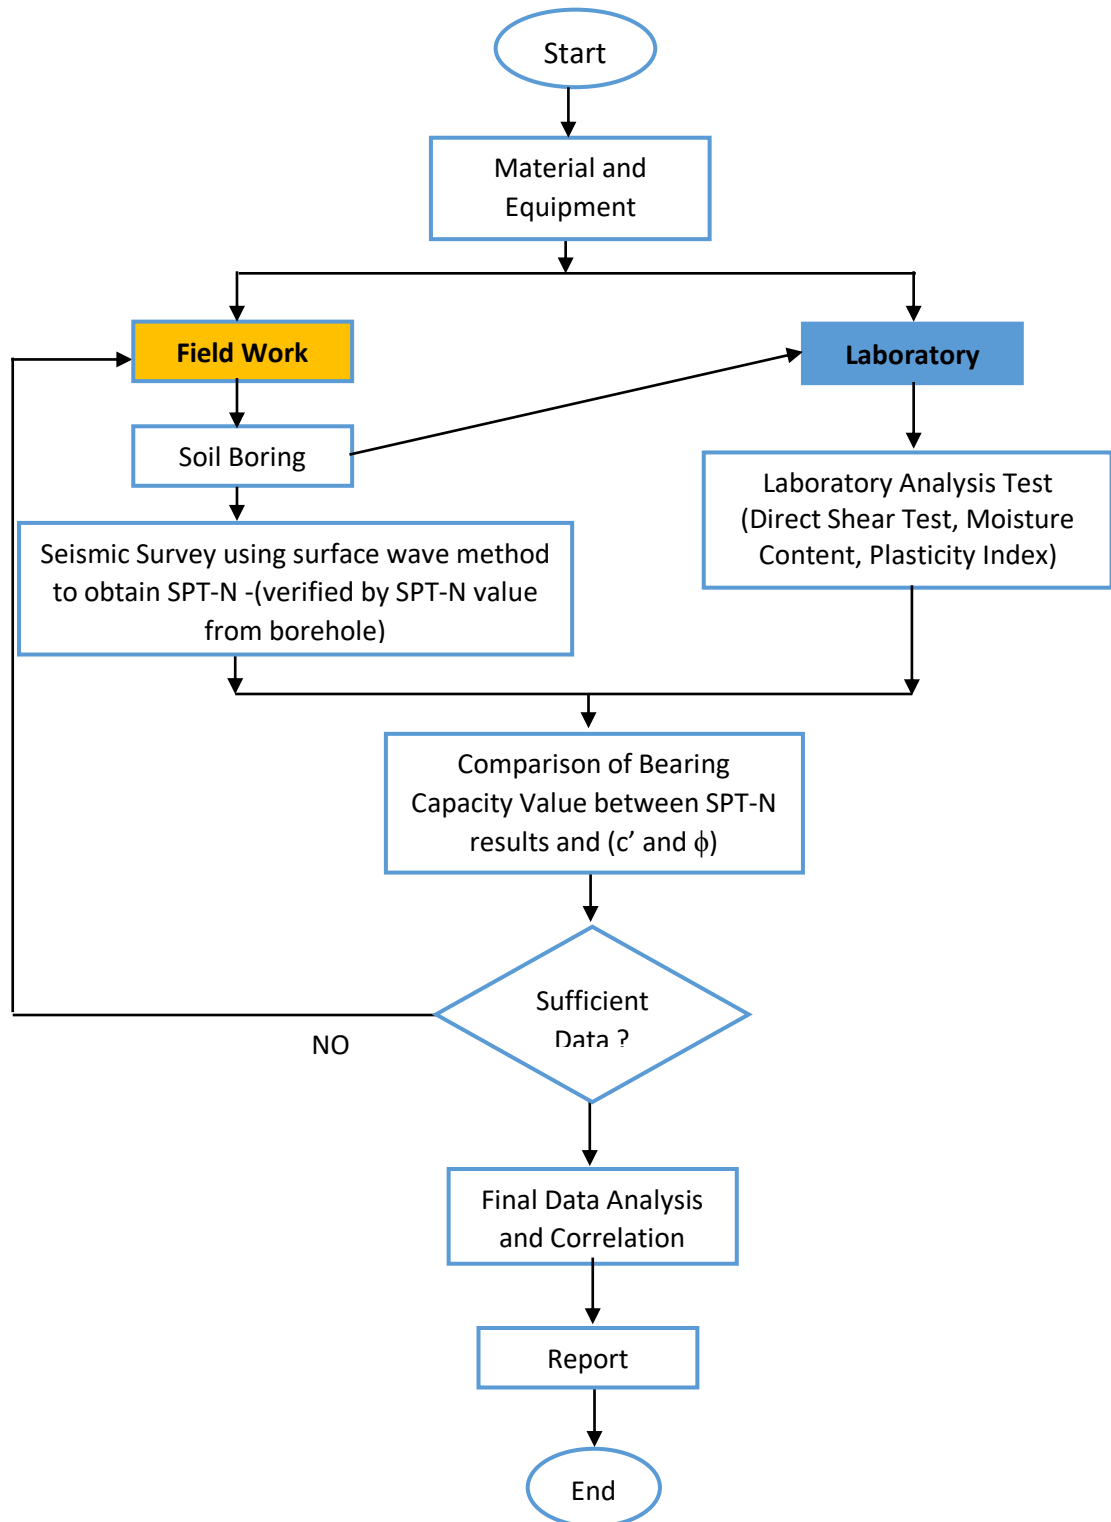 Start
Material and
Equipment
Field Work
Laboratory
Soil Boring
Laboratory Analysis Test
(Direct Shear Test, Moisture
Content, Plasticity Index)
Seismic Survey using surface wave method
to obtain SPT-N -(verified by SPT-N value
from borehole)
Comparison of Bearing
Capacity Value between SPT-N
results and (c’ and ϕ)
Sufficient
Data ?
NO
Final Data Analysis
and Correlation
Report
End